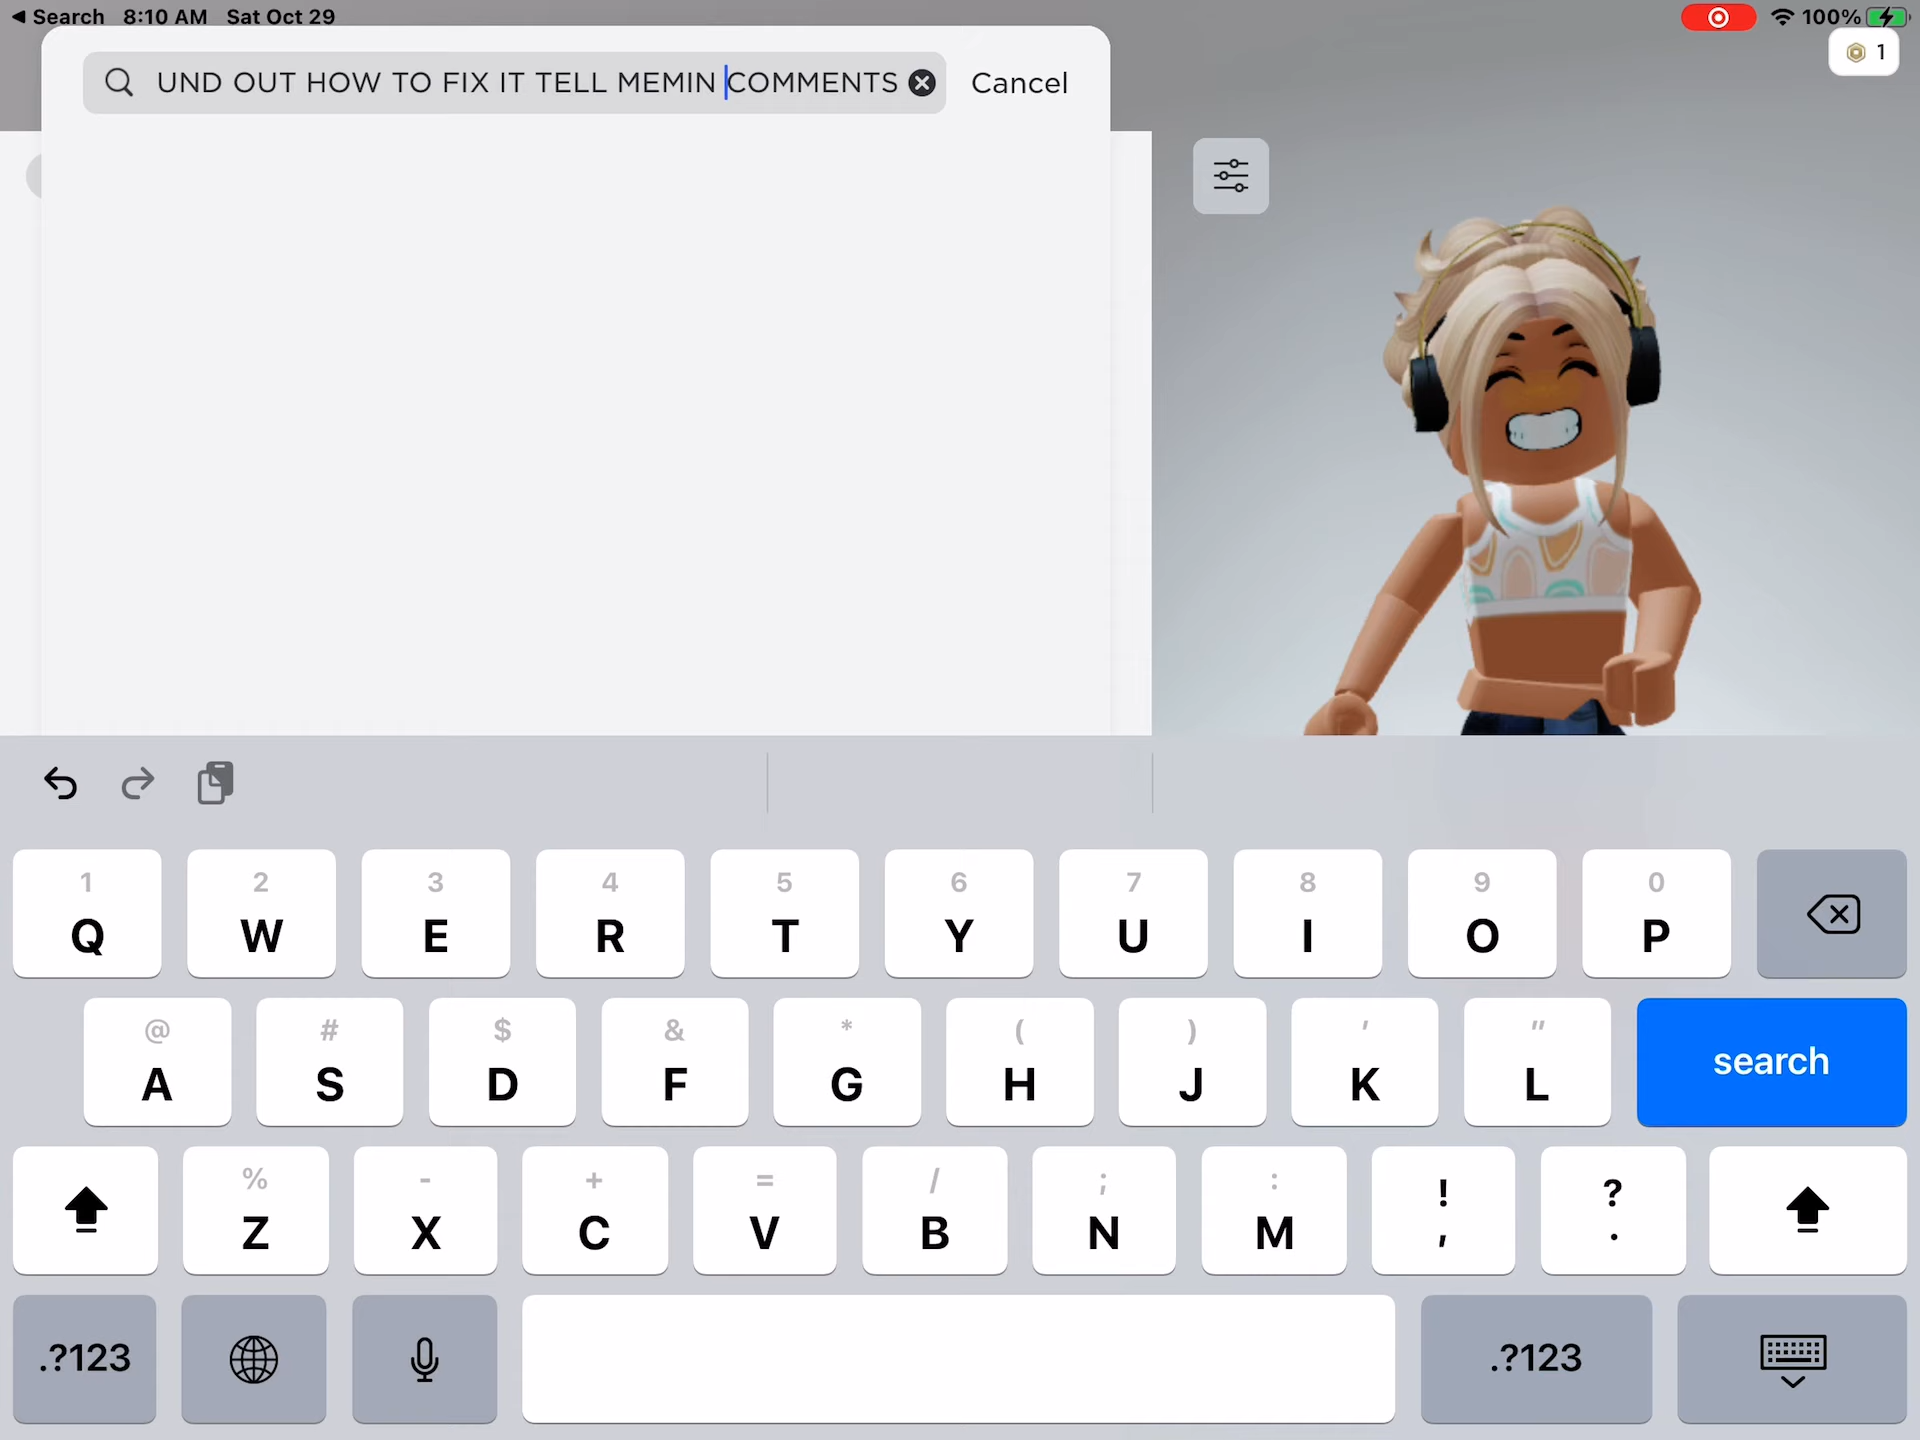 Search 8:10 AM Sat Oct 29
100%
1
UND OUT HOW TO FIX IT TELL MEMIN COMMENTS
Cancel
1 2 3 4 5 6 7 8 9 0
Q W E R T Y U I O P
@ # $ & * ( ) ' "
A S D F G H J K L search
% - + = / ; : ! ?
Z X C V B N M , .
.?123 .?123